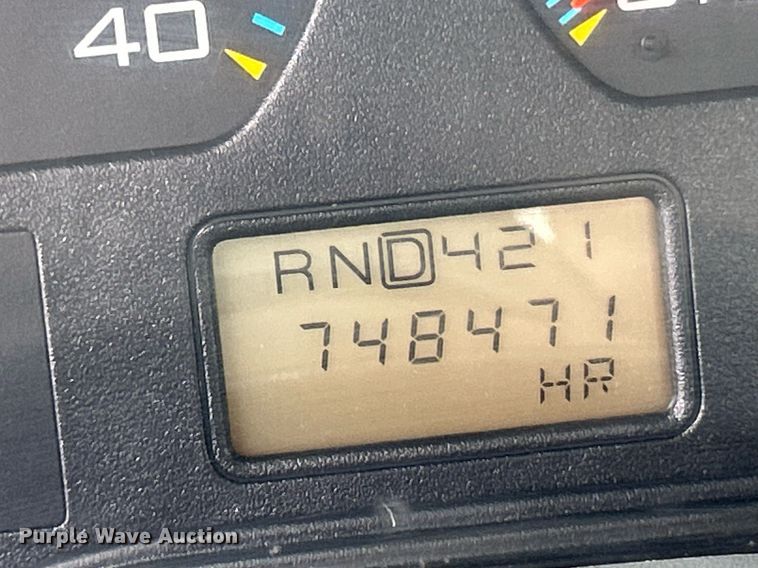 40
RND421
748471
HR
Purple Wave Auction